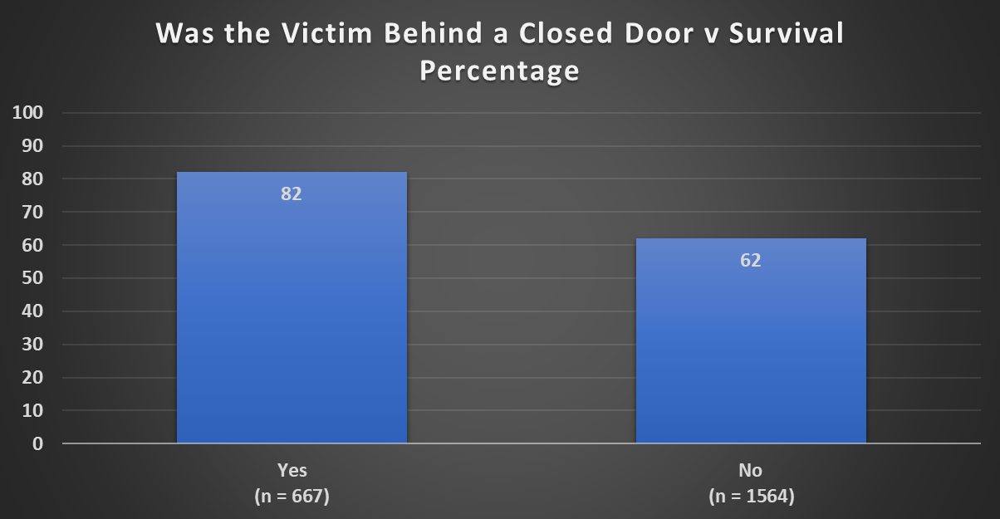 Was the Victim Behind a Closed Door v Survival
Percentage
100
90
80
70
60
50
40
30
20
10
0
82
62
Yes
(n = 667)
No
(n = 1564)